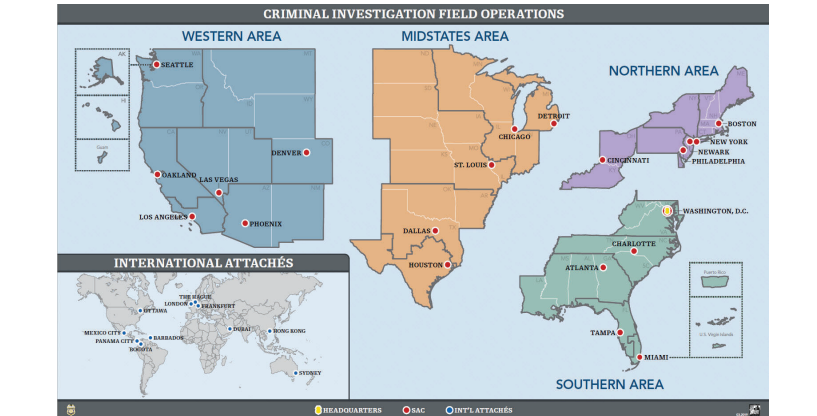 CRIMINAL INVESTIGATION FIELD OPERATIONS
WESTERN AREA
MIDSTATES AREA
NORTHERN AREA
AK
SEATTLE
HI
Guam
DENVER
OAKLAND
LAS VEGAS
LOS ANGELES
PHOENIX
DETROIT
CHICAGO
ST. LOUIS
DALLAS
HOUSTON
BOSTON
NEW YORK
NEWARK
PHILADELPHIA
CINCINNATI
WASHINGTON, D.C.
CHARLOTTE
ATLANTA
TAMPA
MIAMI
Puerto Rico
U.S. Virgin Islands
SOUTHERN AREA
INTERNATIONAL ATTACHÉS
THE HAGUE
LONDON
FRANKFURT
OTTAWA
MEXICO CITY
BARBADOS
PANAMA CITY
BOGOTA
DUBAI
HONG KONG
SYDNEY
HEADQUARTERS
SAC
INT'L ATTACHÉS